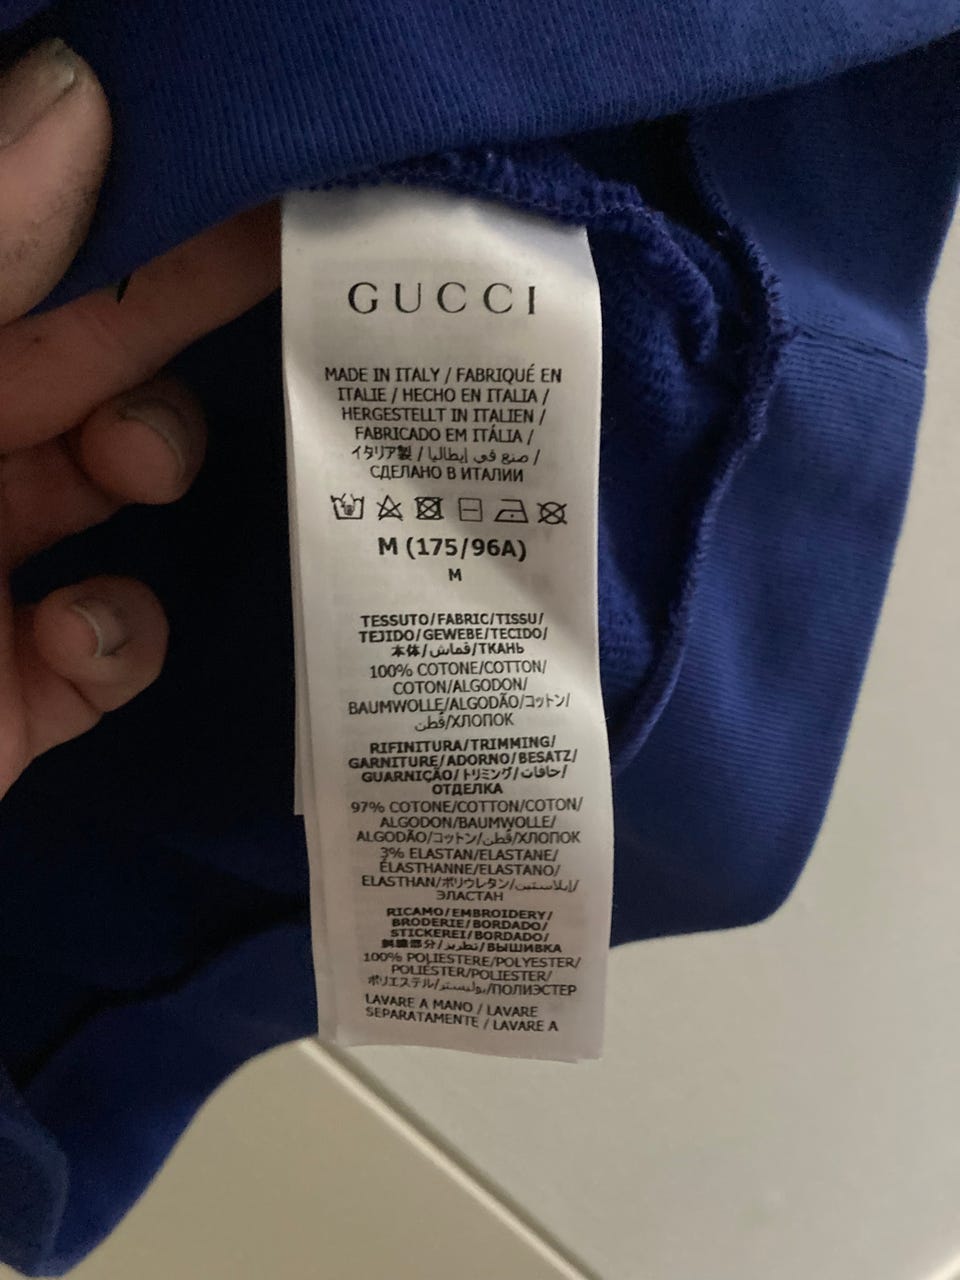 GUCCI
MADE IN ITALY / FABRIQUÉ EN
ITALIE / HECHO EN ITALIA /
HERGESTELLT IN ITALIEN /
FABRICADO EM ITÁLIA /
イタリア製 / صنع في إيطاليا /
СДЕЛАНО В ИТАЛИИ
M (175/96A)
M
TESSUTO/FABRIC/TISSU/
TEJIDO/GEWEBE/TECIDO/
本体/قماش/ТКАНЬ
100% COTONE/COTTON/
COTON/ALGODON/
BAUMWOLLE/ALGODÃO/コットン/
قطن/ХЛОПОК
RIFINITURA/TRIMMING/
GARNITURE/ADORNO/BESATZ/
GUARNIÇÃO/トリミング/حافات/
ОТДЕЛКА
97% COTONE/COTTON/COTON/
ALGODON/BAUMWOLLE/
ALGODÃO/コットン/قطن/ХЛОПОК
3% ELASTAN/ELASTANE/
ÉLASTHANNE/ELASTANO/
ELASTHAN/ポリウレタン/إيلاستين/
ЭЛАСТАН
RICAMO/EMBROIDERY/
BRODERIE/BORDADO/
STICKEREI/BORDADO/
刺繍部分/تطريز/ВЫШИВКА
100% POLIESTERE/POLYESTER/
POLIESTER/POLIESTER/
ポリエステル/بوليستر/ПОЛИЭСТЕР
LAVARE A MANO / LAVARE
SEPARATAMENTE / LAVARE A